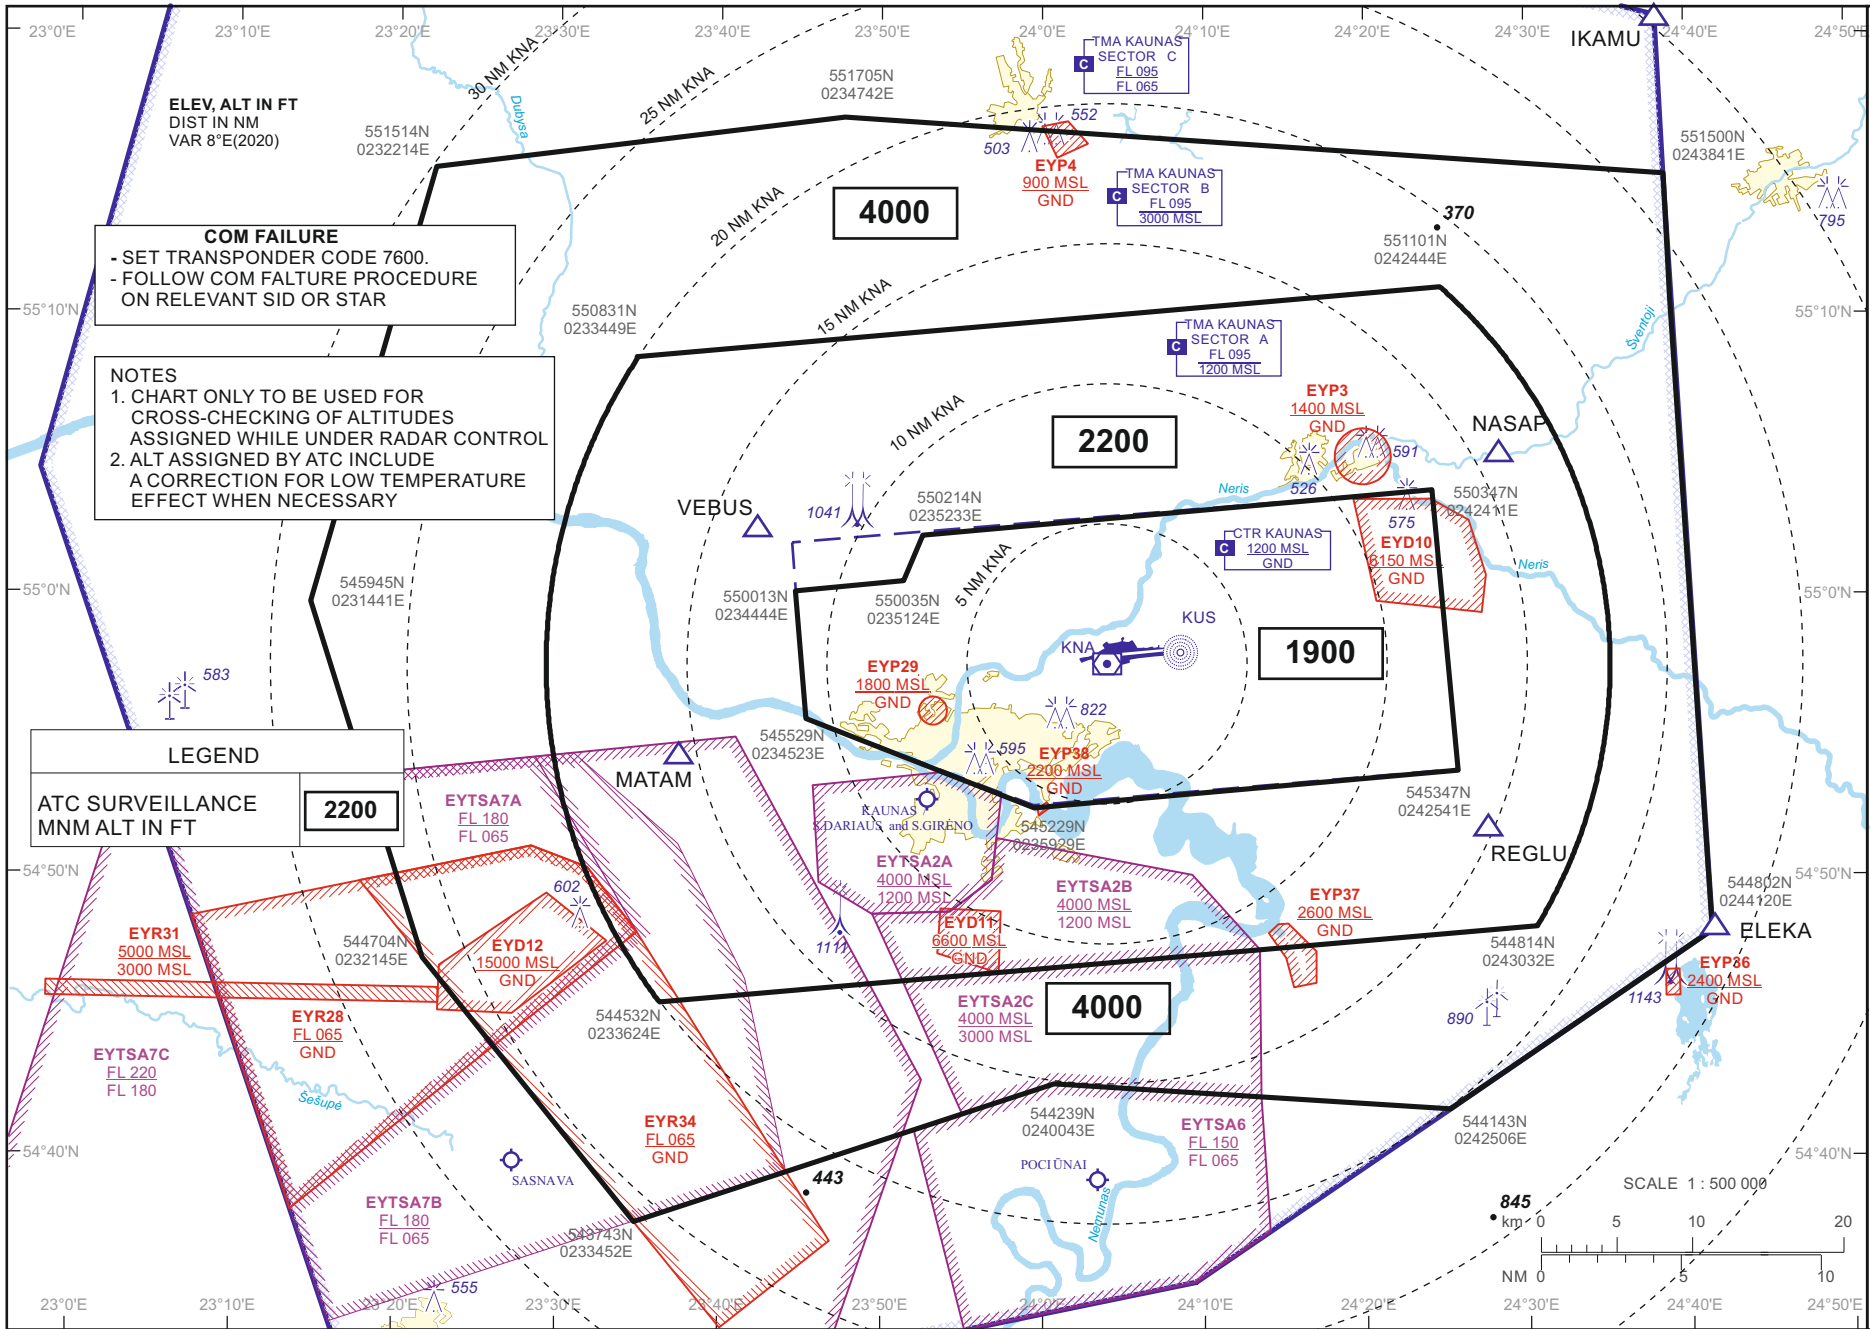 23°0'E
23°10'E
23°20'E
23°30'E
23°40'E
23°50'E
24°0'E
24°10'E
24°20'E
24°30'E
24°40'E
24°50'E
IKAMU
ELEV, ALT IN FT
DIST IN NM
VAR 8°E(2020)
30 NM KNA
25 NM KNA
20 NM KNA
15 NM KNA
10 NM KNA
5 NM KNA
Dubysa
551514N
0232214E
551705N
0234742E
TMA KAUNAS
SECTOR C
C
FL 095
FL 065
503
552
EYP4
900 MSL
GND
TMA KAUNAS
SECTOR B
C
FL 095
3000 MSL
551500N
0243841E
795
4000
370
551101N
0242444E
COM FAILURE
- SET TRANSPONDER CODE 7600.
- FOLLOW COM FALTURE PROCEDURE
ON RELEVANT SID OR STAR
55°10'N
55°10'N
550831N
0233449E
TMA KAUNAS
SECTOR A
C
FL 095
1200 MSL
Šventoji
NOTES
1. CHART ONLY TO BE USED FOR
CROSS-CHECKING OF ALTITUDES
ASSIGNED WHILE UNDER RADAR CONTROL
2. ALT ASSIGNED BY ATC INCLUDE
A CORRECTION FOR LOW TEMPERATURE
EFFECT WHEN NECESSARY
EYP3
1400 MSL
GND
2200
NASAP
591
526
Neris
VEBUS
1041
550214N
0235233E
550347N
0242411E
575
CTR KAUNAS
C
1200 MSL
GND
EYD10
6150 MSL
GND
Neris
55°0'N
55°0'N
545945N
0231441E
550013N
0234444E
550035N
0235124E
KUS
KNA
1900
583
EYP29
1800 MSL
GND
822
545529N
0234523E
595
EYP38
2200 MSL
GND
LEGEND
ATC SURVEILLANCE
MNM ALT IN FT
2200
MATAM
EYTSA7A
FL 180
FL 065
KAUNAS
S.DARIAUS and S.GIRENO
545229N
0235929E
545347N
0242541E
REGLU
54°50'N
54°50'N
EYTSA2A
4000 MSL
1200 MSL
EYTSA2B
4000 MSL
1200 MSL
EYP37
2600 MSL
GND
544802N
0244120E
ELEKA
602
EYR31
5000 MSL
3000 MSL
544704N
0232145E
EYD12
15000 MSL
GND
1111
EYD11
6600 MSL
GND
544814N
0243032E
EYP86
2400 MSL
GND
1143
890
EYR28
FL 065
GND
544532N
0233624E
EYTSA2C
4000 MSL
3000 MSL
4000
EYTSA7C
FL 220
FL 180
Šešupė
EYR34
FL 065
GND
544239N
0240043E
EYTSA6
FL 150
FL 065
544143N
0242506E
54°40'N
54°40'N
SASNAVA
443
POCIŪNAI
Nemunas
EYTSA7B
FL 180
FL 065
543743N
0233452E
845
SCALE 1 : 500 000
km 0 5 10 20
NM 0 5 10
555
23°0'E
23°10'E
23°20'E
23°30'E
23°40'E
23°50'E
24°0'E
24°10'E
24°20'E
24°30'E
24°40'E
24°50'E